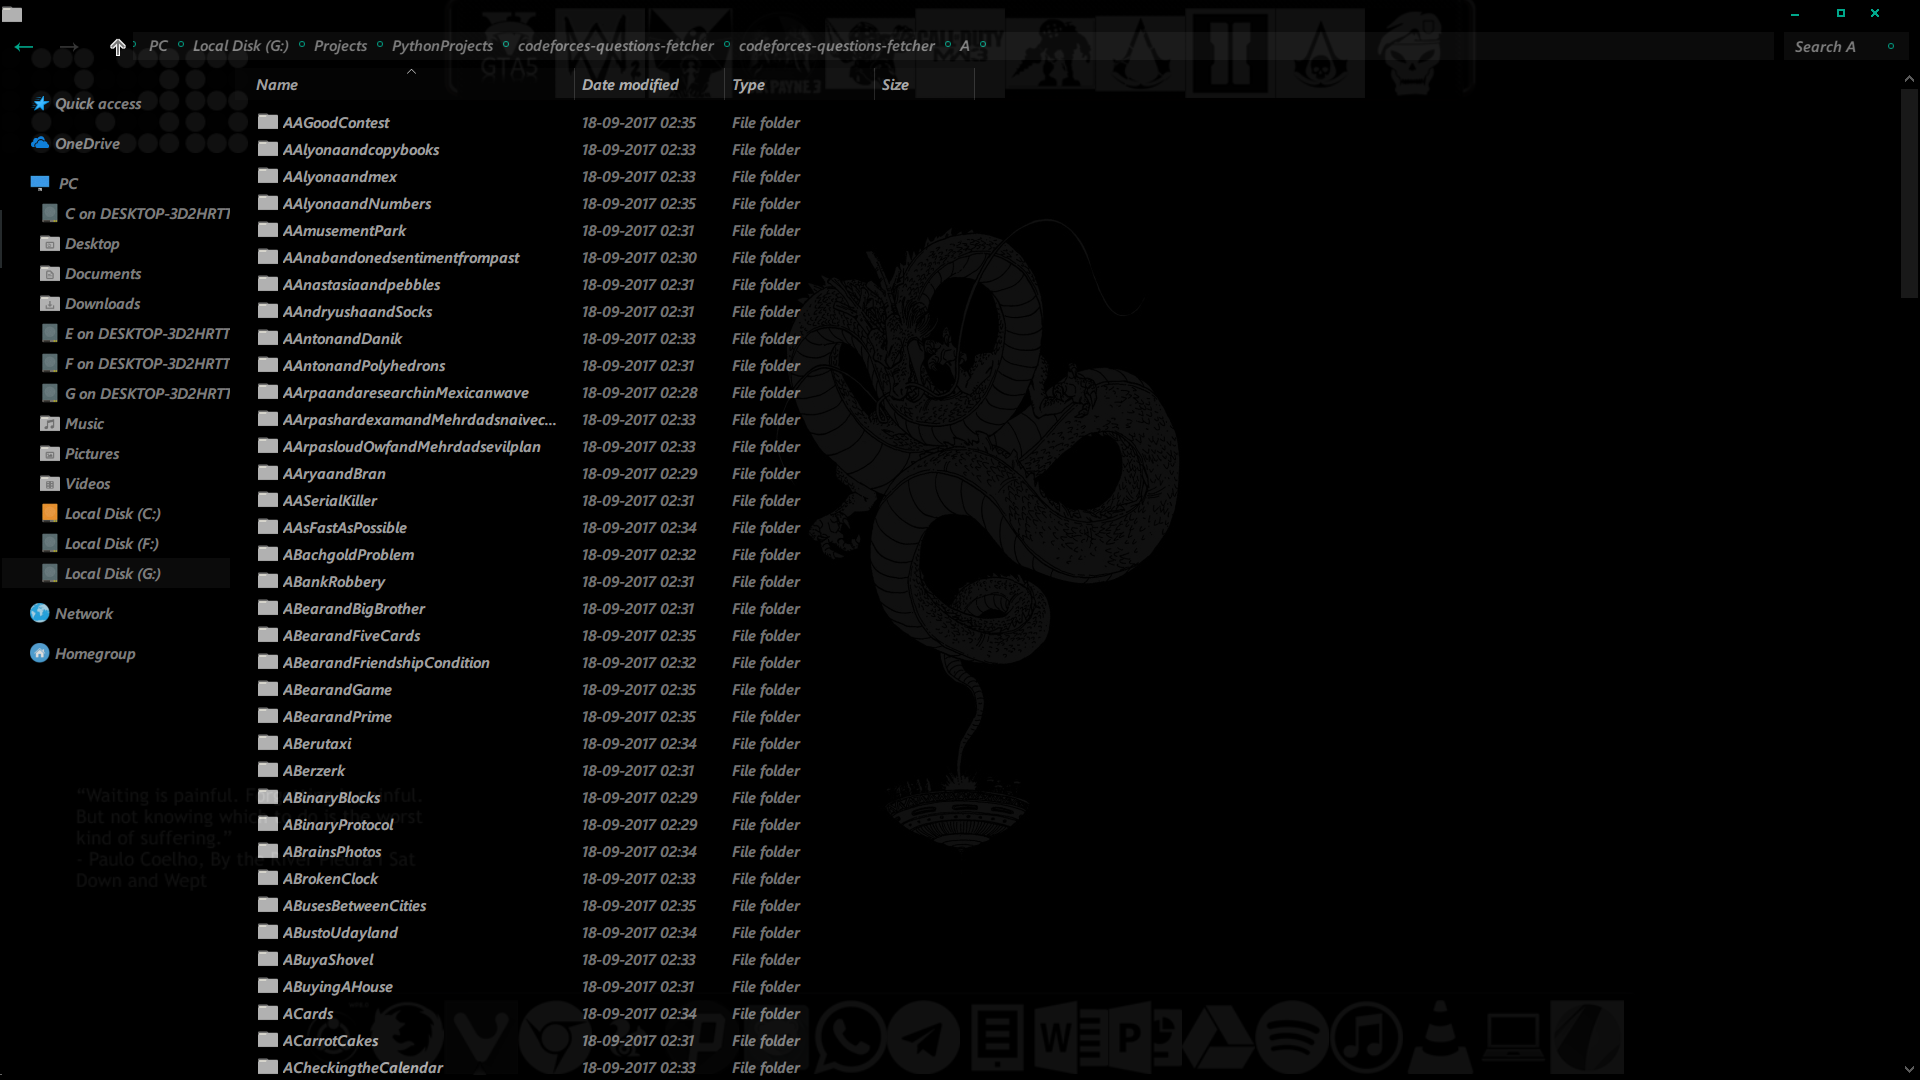 PC Local Disk (G:) Projects PythonProjects codeforces-questions-fetcher codeforces-questions-fetcher A Search A
Name Date modified Type Size
Quick access
OneDrive
PC
C on DESKTOP-3D2HRTT
Desktop
Documents
Downloads
E on DESKTOP-3D2HRTT
F on DESKTOP-3D2HRTT
G on DESKTOP-3D2HRTT
Music
Pictures
Videos
Local Disk (C:)
Local Disk (F:)
Local Disk (G:)
Network
Homegroup
AAGoodContest 18-09-2017 02:35 File folder
AAlyonaandcopybooks 18-09-2017 02:33 File folder
AAlyonaandmex 18-09-2017 02:33 File folder
AAlyonaandNumbers 18-09-2017 02:35 File folder
AAmusementPark 18-09-2017 02:31 File folder
AAnabandonedsentimentfrompast 18-09-2017 02:30 File folder
AAnastasiaandpebbles 18-09-2017 02:31 File folder
AAndryushaandSocks 18-09-2017 02:31 File folder
AAntonandDanik 18-09-2017 02:33 File folder
AAntonandPolyhedrons 18-09-2017 02:31 File folder
AArpaandaresearchinMexicanwave 18-09-2017 02:28 File folder
AArpashardexamandMehrdadsnaivec... 18-09-2017 02:33 File folder
AArpasloudOwfandMehrdadsevilplan 18-09-2017 02:33 File folder
AAryaandBran 18-09-2017 02:29 File folder
AASerialKiller 18-09-2017 02:31 File folder
AAsFastAsPossible 18-09-2017 02:34 File folder
ABachgoldProblem 18-09-2017 02:32 File folder
ABankRobbery 18-09-2017 02:31 File folder
ABearandBigBrother 18-09-2017 02:31 File folder
ABearandFiveCards 18-09-2017 02:35 File folder
ABearandFriendshipCondition 18-09-2017 02:32 File folder
ABearandGame 18-09-2017 02:35 File folder
ABearandPrime 18-09-2017 02:35 File folder
ABerutaxi 18-09-2017 02:34 File folder
ABerzerk 18-09-2017 02:31 File folder
ABinaryBlocks 18-09-2017 02:29 File folder
ABinaryProtocol 18-09-2017 02:29 File folder
ABrainsPhotos 18-09-2017 02:34 File folder
ABrokenClock 18-09-2017 02:33 File folder
ABusesBetweenCities 18-09-2017 02:35 File folder
ABustoUdayland 18-09-2017 02:34 File folder
ABuyaShovel 18-09-2017 02:33 File folder
ABuyingAHouse 18-09-2017 02:31 File folder
ACards 18-09-2017 02:34 File folder
ACarrotCakes 18-09-2017 02:31 File folder
ACheckingtheCalendar 18-09-2017 02:33 File folder
“Waiting is painful.
But not knowing which is the worst
kind of suffering.”
- Paulo Coelho, By the River Piedra I Sat
Down and Wept
GTA5
PAYNE 3